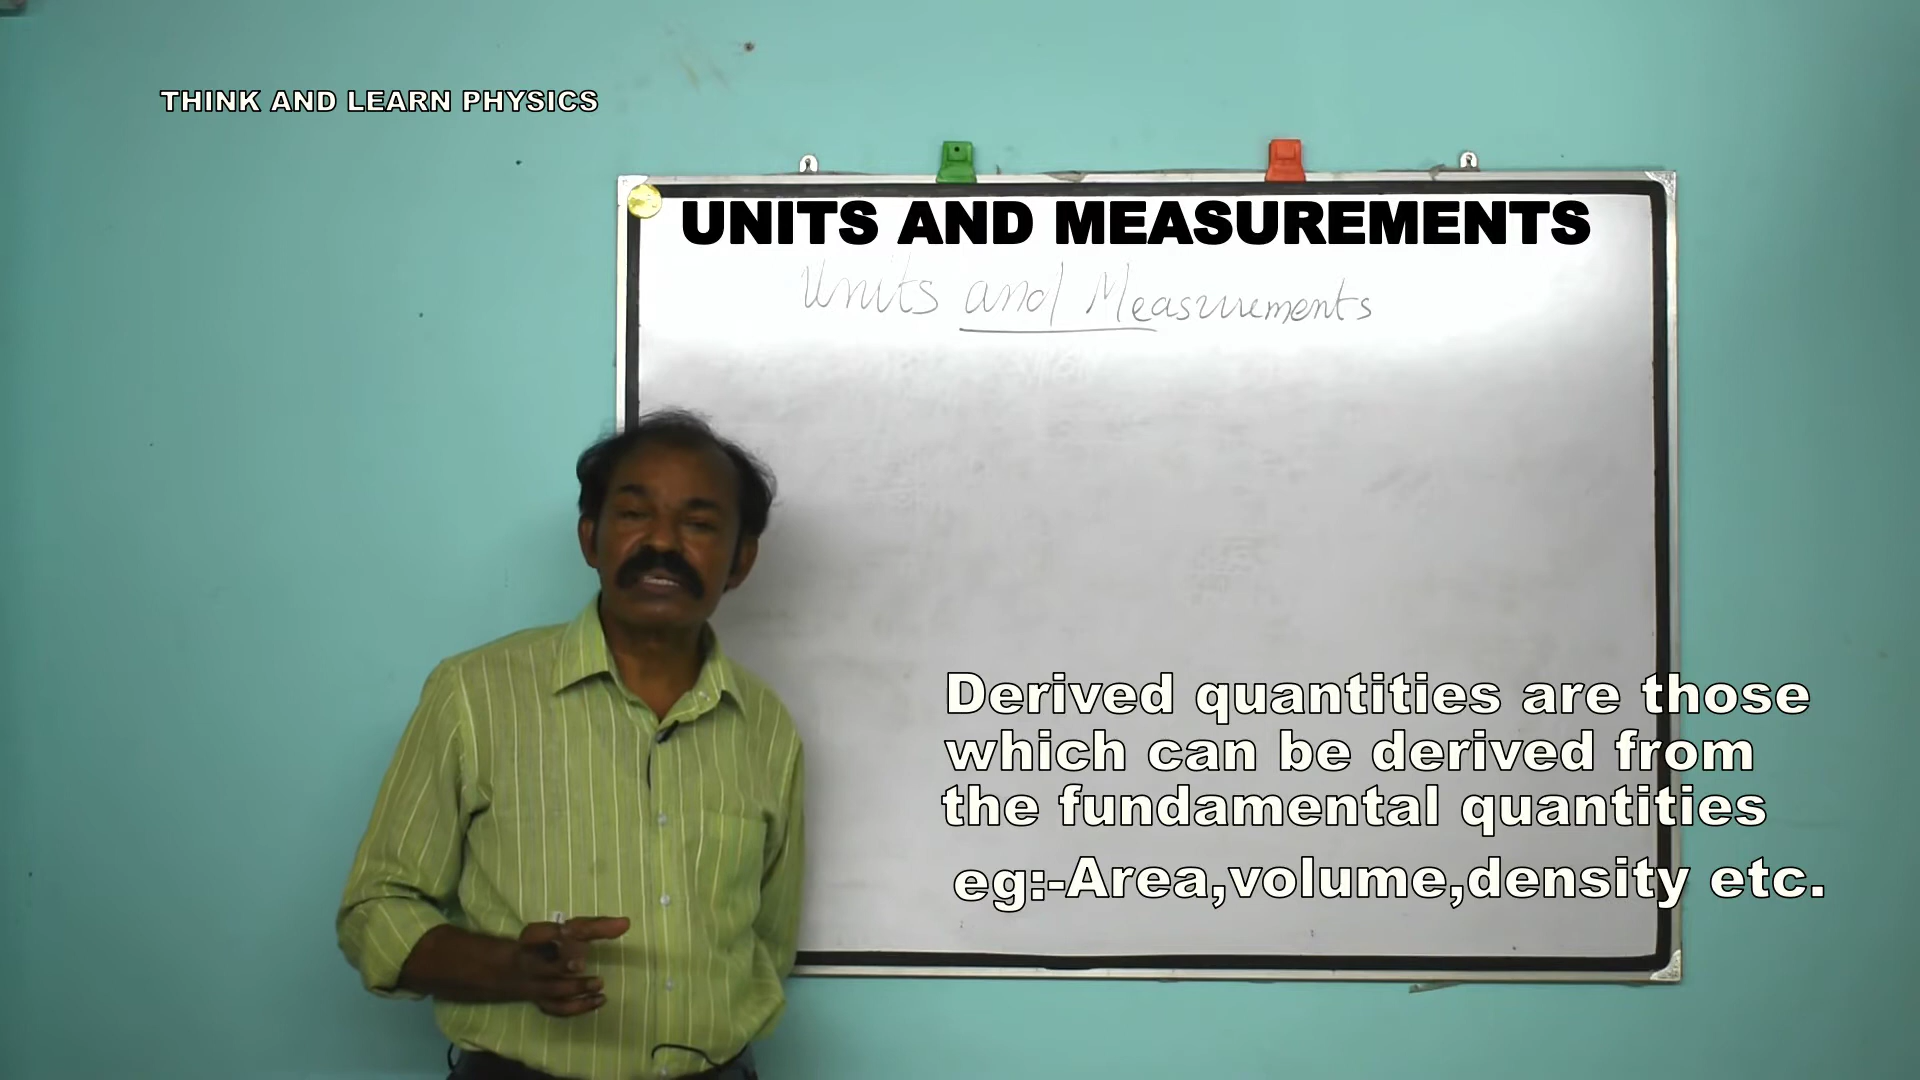 THINK AND LEARN PHYSICS
UNITS AND MEASUREMENTS
Units and Measurements
Derived quantities are those
which can be derived from
the fundamental quantities
eg:-Area,volume,density etc.